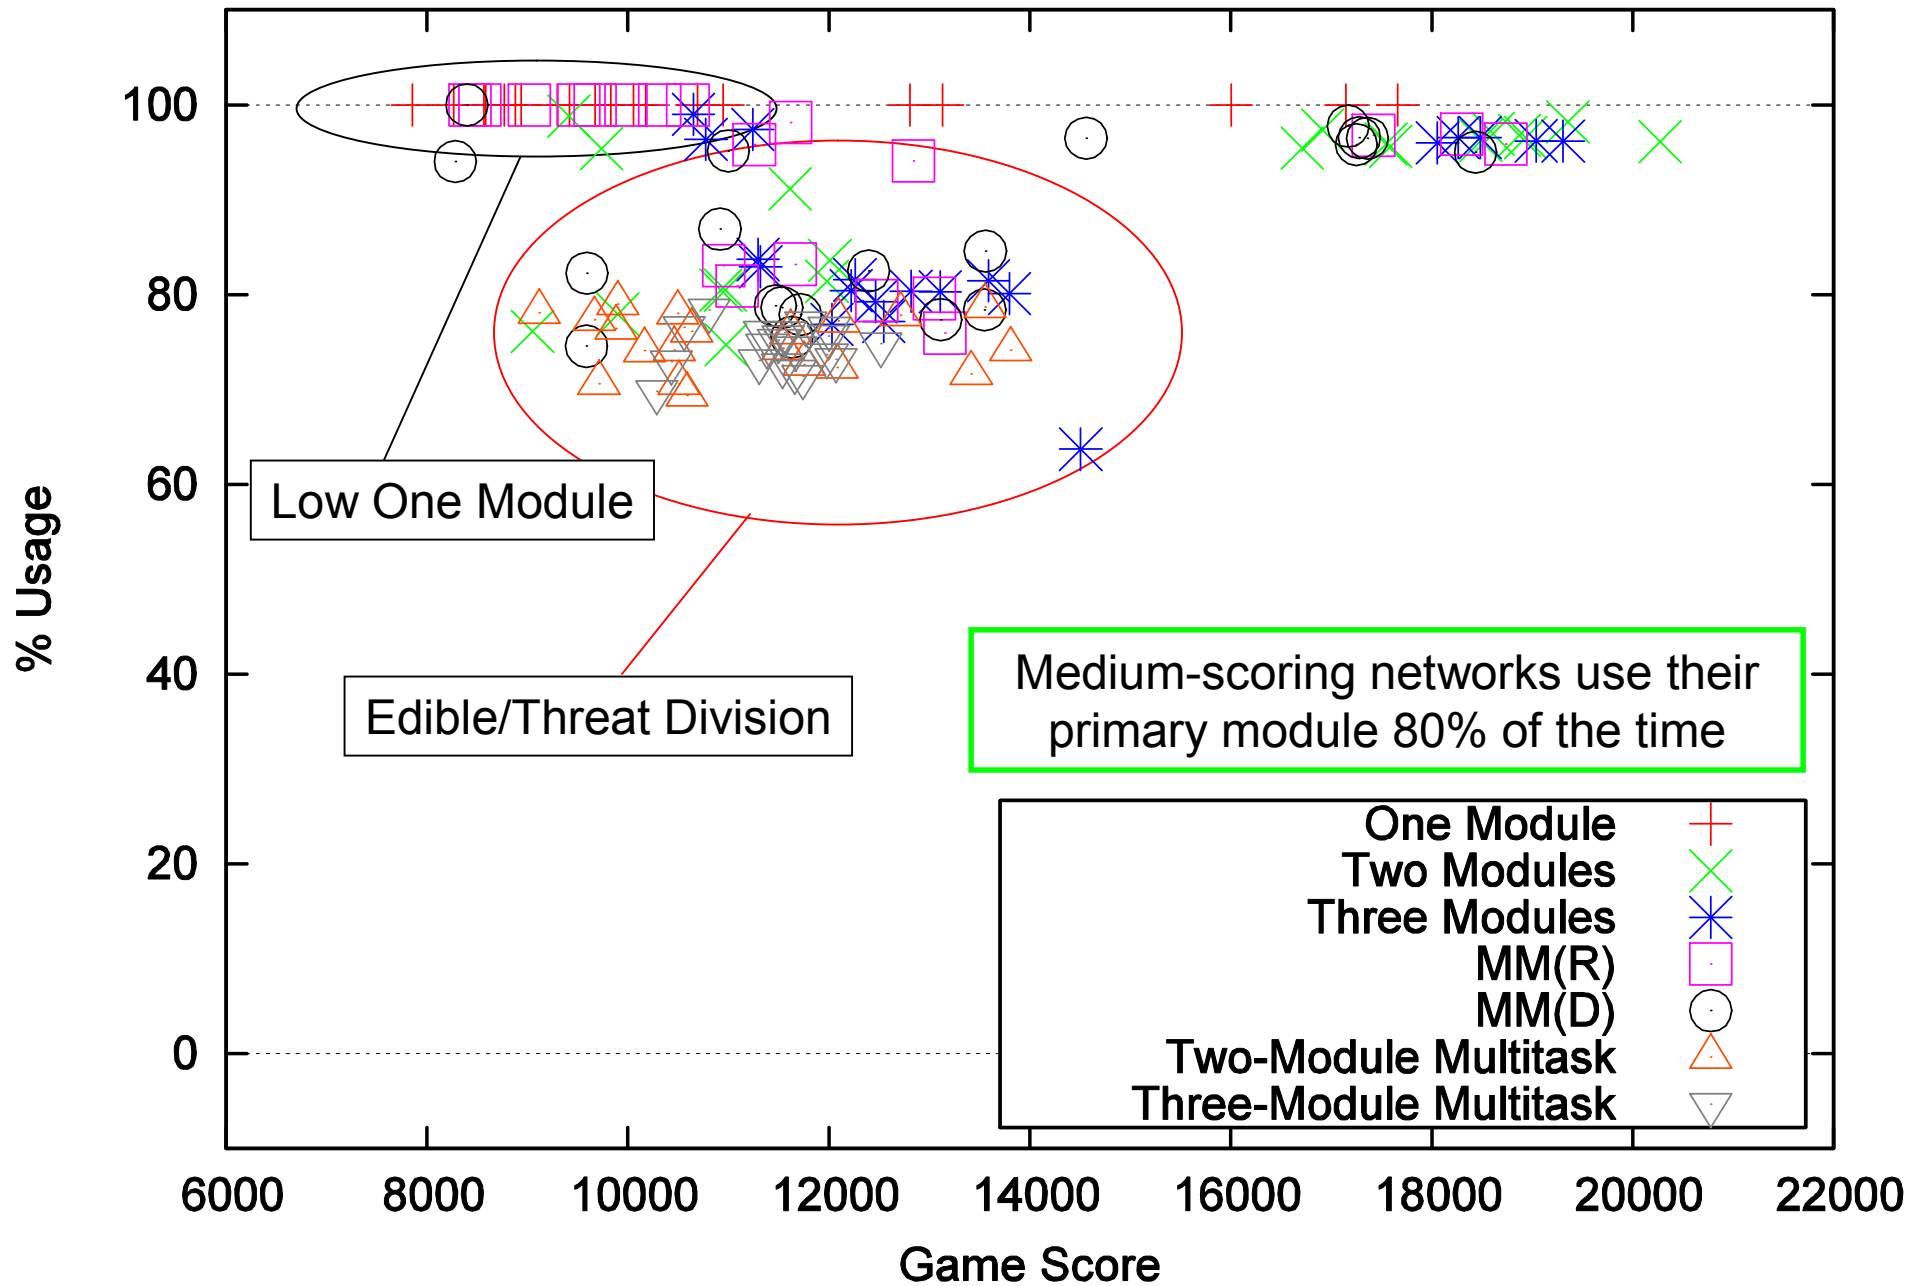 100
80
60
40
20
0
% Usage
Low One Module
Edible/Threat Division
Medium-scoring networks use their
primary module 80% of the time
One Module
Two Modules
Three Modules
MM(R)
MM(D)
Two-Module Multitask
Three-Module Multitask
6000 8000 10000 12000 14000 16000 18000 20000 22000
Game Score